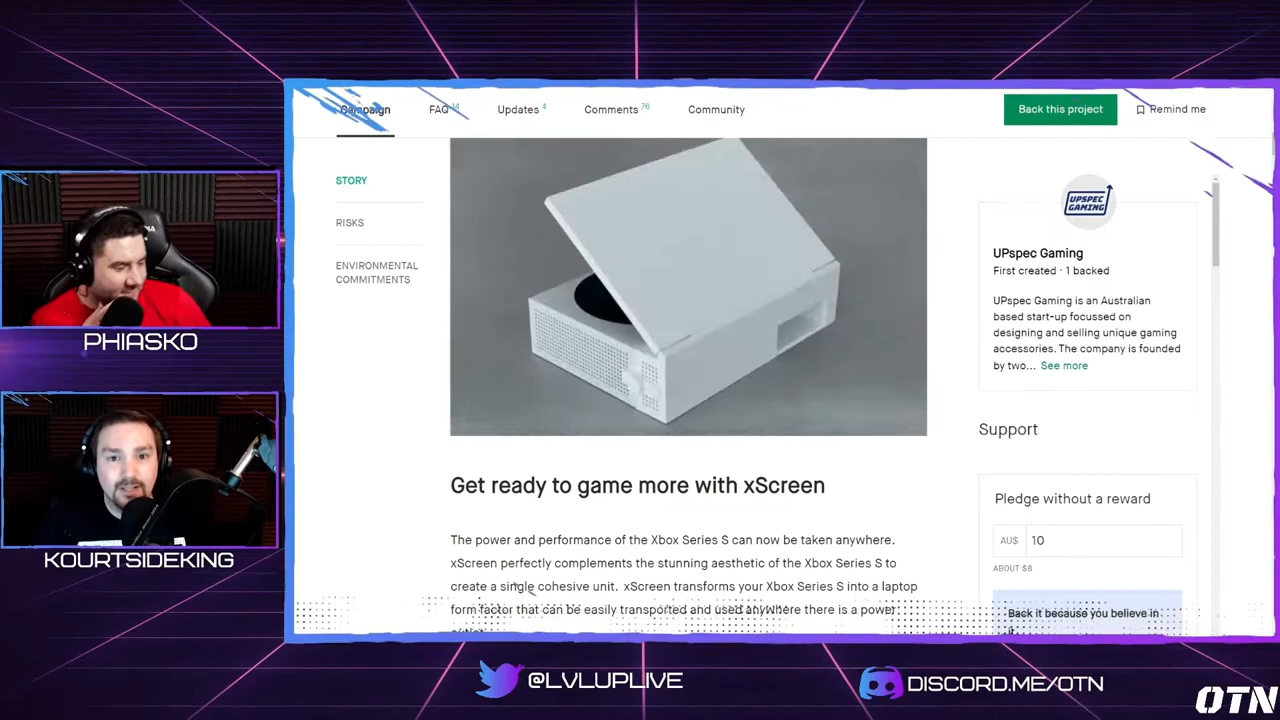 Campaign FAQ 14 Updates 4 Comments 76 Community Back this project Remind me
STORY
RISKS
ENVIRONMENTAL
COMMITMENTS
UPSPEC
GAMING
UPspec Gaming
First created · 1 backed
UPspec Gaming is an Australian
based start-up focussed on
designing and selling unique gaming
accessories. The company is founded
by two... See more
Support
Pledge without a reward
AU$ 10
ABOUT $8
Back it because you believe in
it.
Get ready to game more with xScreen
The power and performance of the Xbox Series S can now be taken anywhere.
xScreen perfectly complements the stunning aesthetic of the Xbox Series S to
create a single cohesive unit. xScreen transforms your Xbox Series S into a laptop
form factor that can be easily transported and used anywhere there is a power
PHIASKO
KOURTSIDEKING
@LVLUPLIVE
DISCORD.ME/OTN
OTN